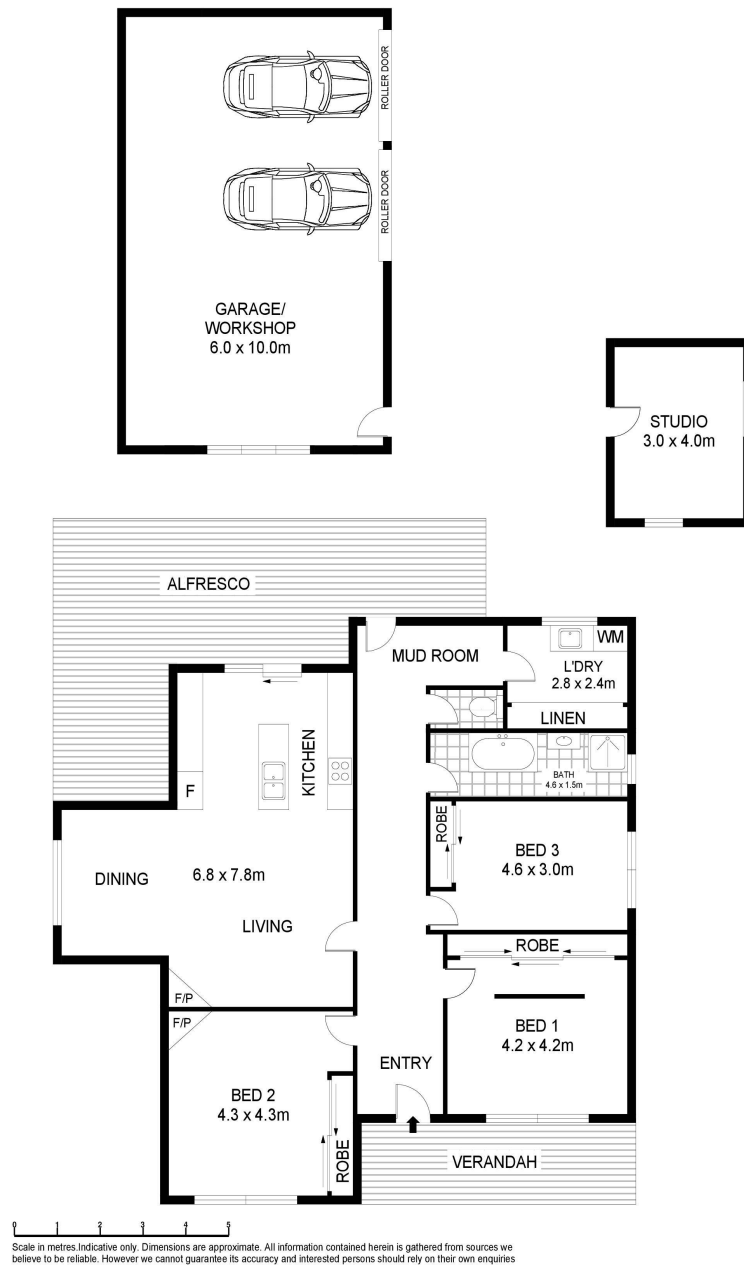 ROLLER DOOR
ROLLER DOOR
GARAGE/
WORKSHOP
6.0 x 10.0m
STUDIO
3.0 x 4.0m
ALFRESCO
MUD ROOM
WM
L'DRY
2.8 x 2.4m
LINEN
KITCHEN
F
BATH
4.6 x 1.5m
ROBE
BED 3
4.6 x 3.0m
DINING
6.8 x 7.8m
LIVING
ROBE
F/P
F/P
BED 1
4.2 x 4.2m
ENTRY
BED 2
4.3 x 4.3m
ROBE
VERANDAH
0 1 2 3 4 5
Scale in metres.Indicative only. Dimensions are approximate. All information contained herein is gathered from sources we
believe to be reliable. However we cannot guarantee its accuracy and interested persons should rely on their own enquiries